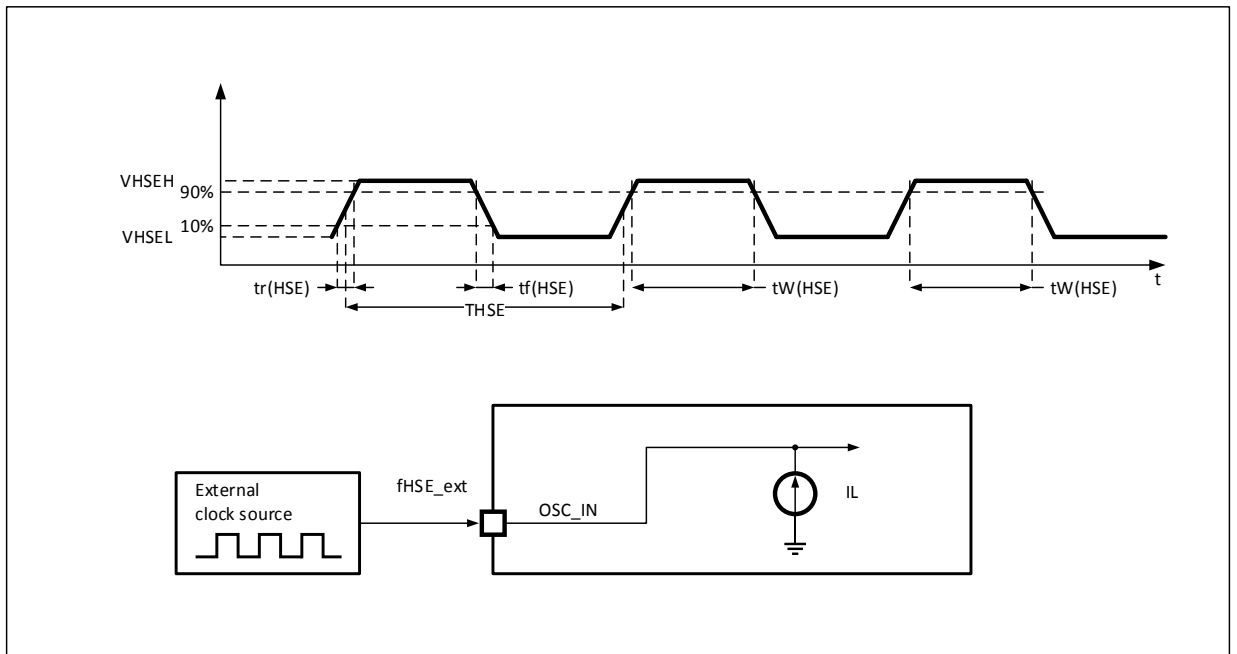 VHSEH
90%
10%
VHSEL
t
tr(HSE)
tf(HSE)
tW(HSE)
tW(HSE)
THSE
External
clock source
fHSE_ext
OSC_IN
IL